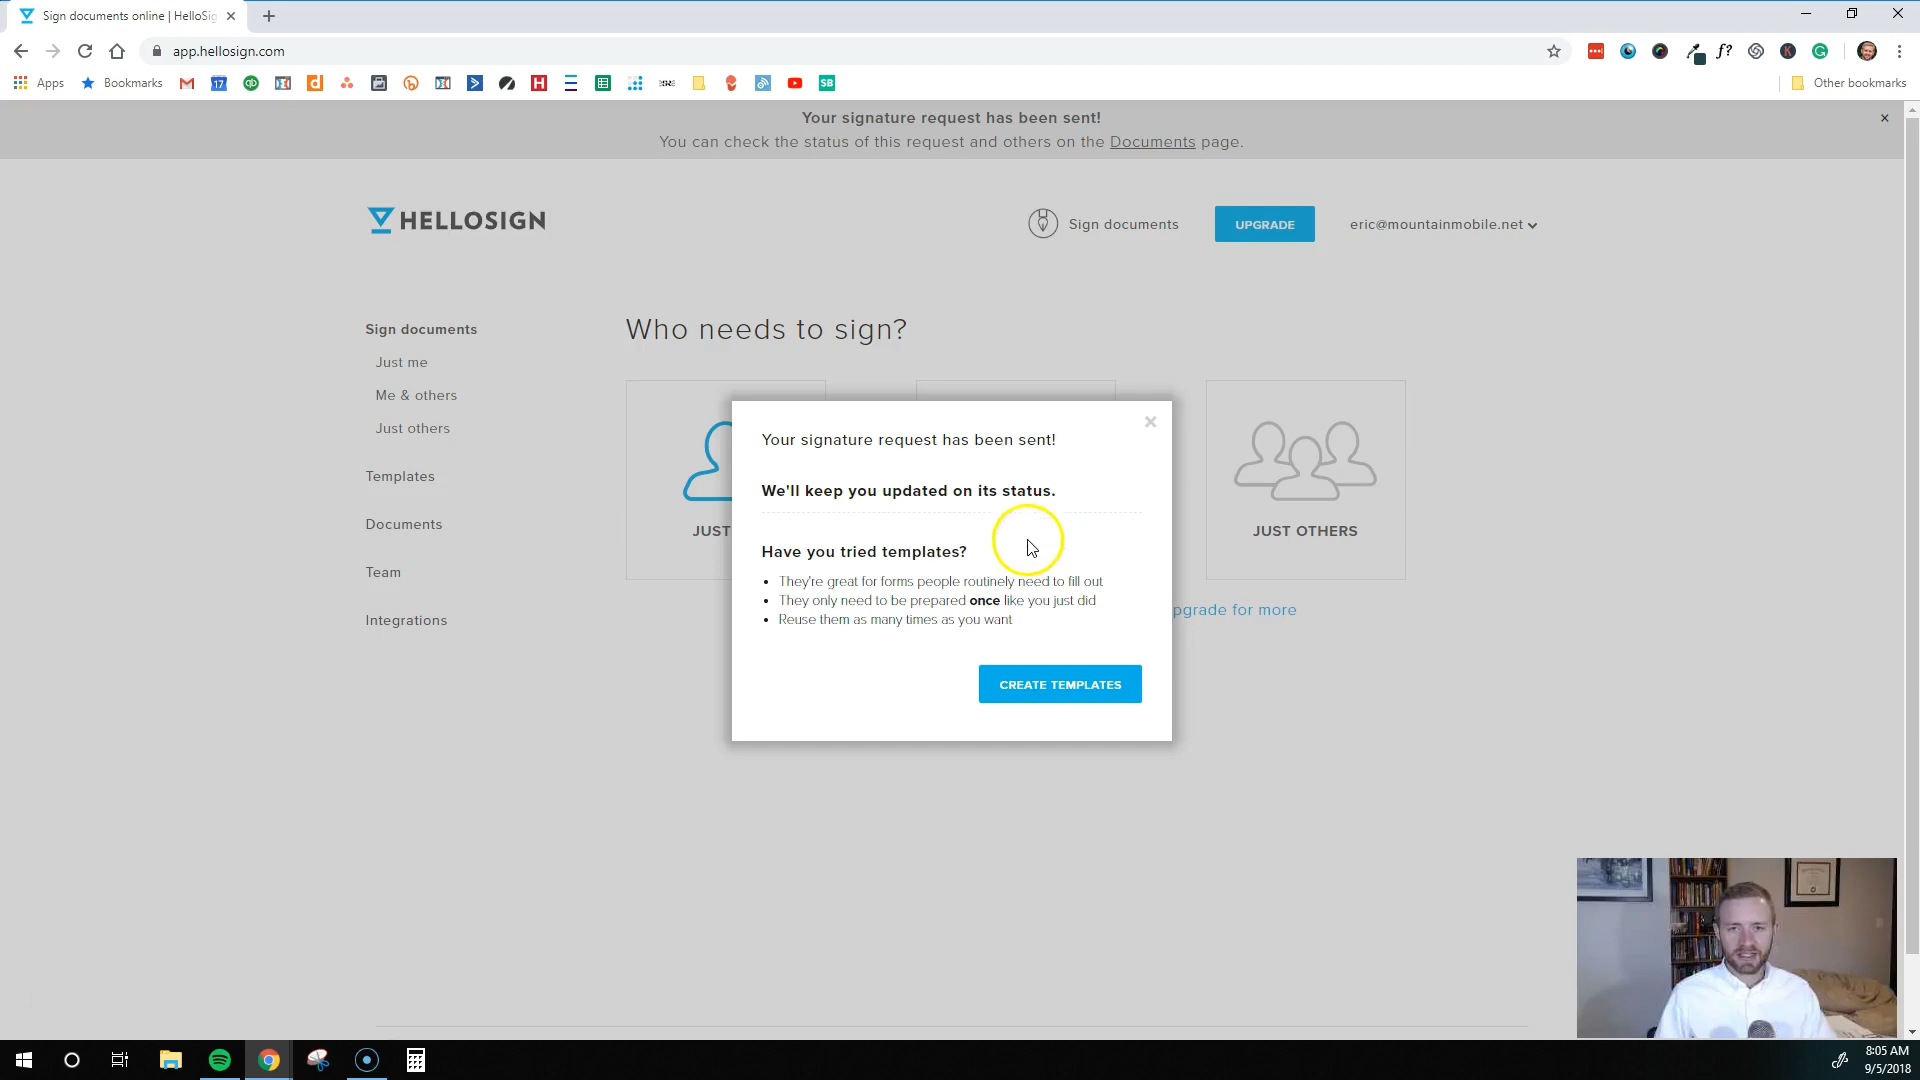 Sign documents online | HelloSig
app.hellosign.com
f?
Apps
Bookmarks
17
qb
d
H
SB
Other bookmarks
Your signature request has been sent!
You can check the status of this request and others on the Documents page.
HELLOSIGN
Sign documents
UPGRADE
eric@mountainmobile.net
Sign documents
Just me
Me & others
Just others
Templates
Documents
Team
Integrations
Who needs to sign?
JUST
JUST OTHERS
pgrade for more
Your signature request has been sent!
We'll keep you updated on its status.
Have you tried templates?
• They're great for forms people routinely need to fill out
• They only need to be prepared once like you just did
• Reuse them as many times as you want
CREATE TEMPLATES
8:05 AM
9/5/2018